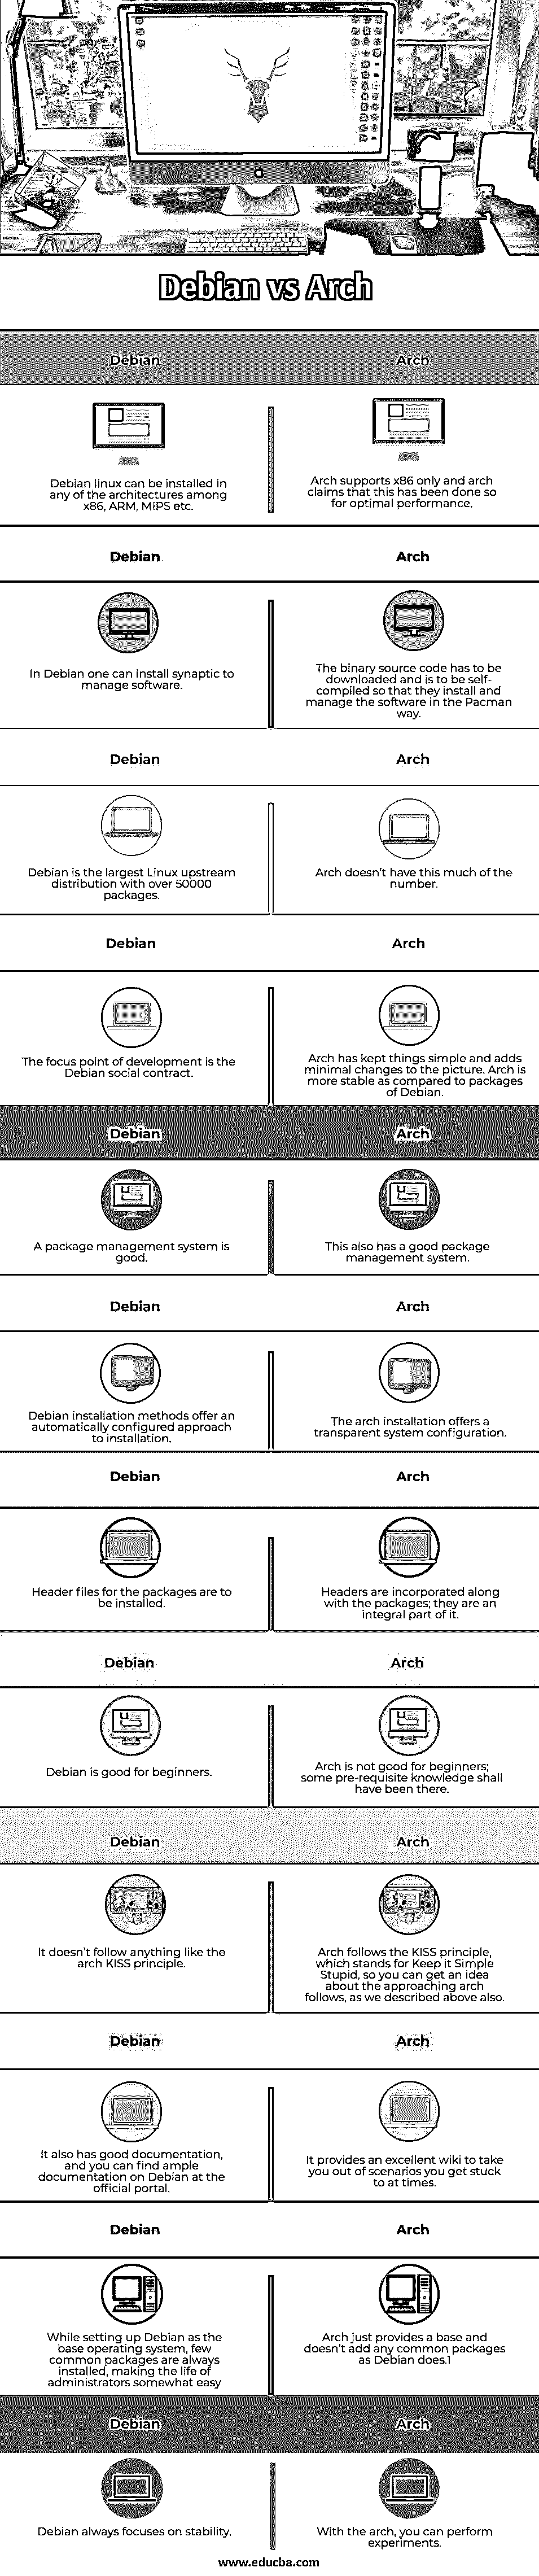 Debian vs Arch
Debian
Arch
Debian linux can be installed in
any of the architectures among
x86, ARM, MIPS etc.
Arch supports x86 only and arch
claims that this has been done so
for optimal performance.
Debian
Arch
In Debian one can install synaptic to
manage software.
The binary source code has to be
downloaded and is to be self-
compiled so that they install and
manage the software in the Pacman
way.
Debian
Arch
Debian is the largest Linux upstream
distribution with over 50000
packages.
Arch doesn't have this much of the
number.
Debian
Arch
The focus point of development is the
Debian social contract.
Arch has kept things simple and adds
minimal changes to the picture. Arch is
more stable as compared to packages
of Debian.
Debian
Arch
A package management system is
good.
This also has a good package
management system.
Debian
Arch
Debian installation methods offer an
automatically configured approach
to installation.
The arch installation offers a
transparent system configuration.
Debian
Arch
Header files for the packages are to
be installed.
Headers are incorporated along
with the packages; they are an
integral part of it.
Debian
Arch
Debian is good for beginners.
Arch is not good for beginners;
some pre-requisite knowledge shall
have been there.
Debian
Arch
It doesn't follow anything like the
arch KISS principle.
Arch follows the KISS principle,
which stands for Keep it Simple
Stupid, so you can get an idea
about the approaching arch
follows, as we described above also.
Debian
Arch
It also has good documentation,
and you can find ample
documentation on Debian at the
official portal.
It provides an excellent wiki to take
you out of scenarios you get stuck
to at times.
Debian
Arch
While setting up Debian as the
base operating system, few
common packages are always
installed, making the life of
administrators somewhat easy
Arch just provides a base and
doesn't add any common packages
as Debian does.1
Debian
Arch
Debian always focuses on stability.
With the arch, you can perform
experiments.
www.educba.com